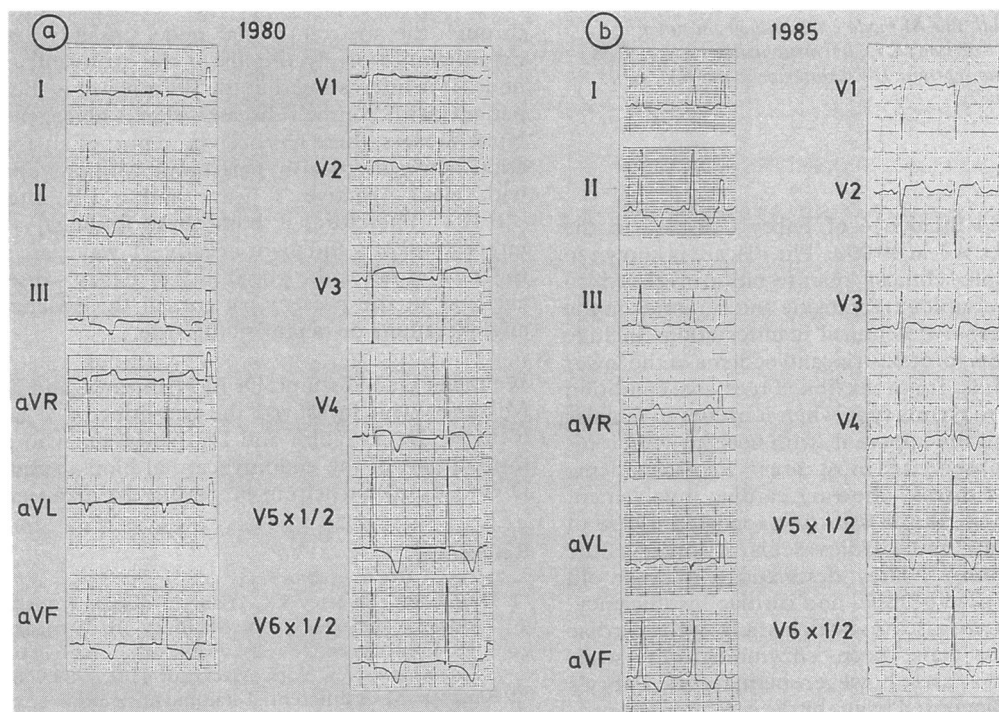 a 1980
I
II
III
aVR
aVL
aVF
V1
V2
V3
V4
V5 x 1/2
V6 x 1/2
b 1985
I
II
III
aVR
aVL
aVF
V1
V2
V3
V4
V5 x 1/2
V6 x 1/2